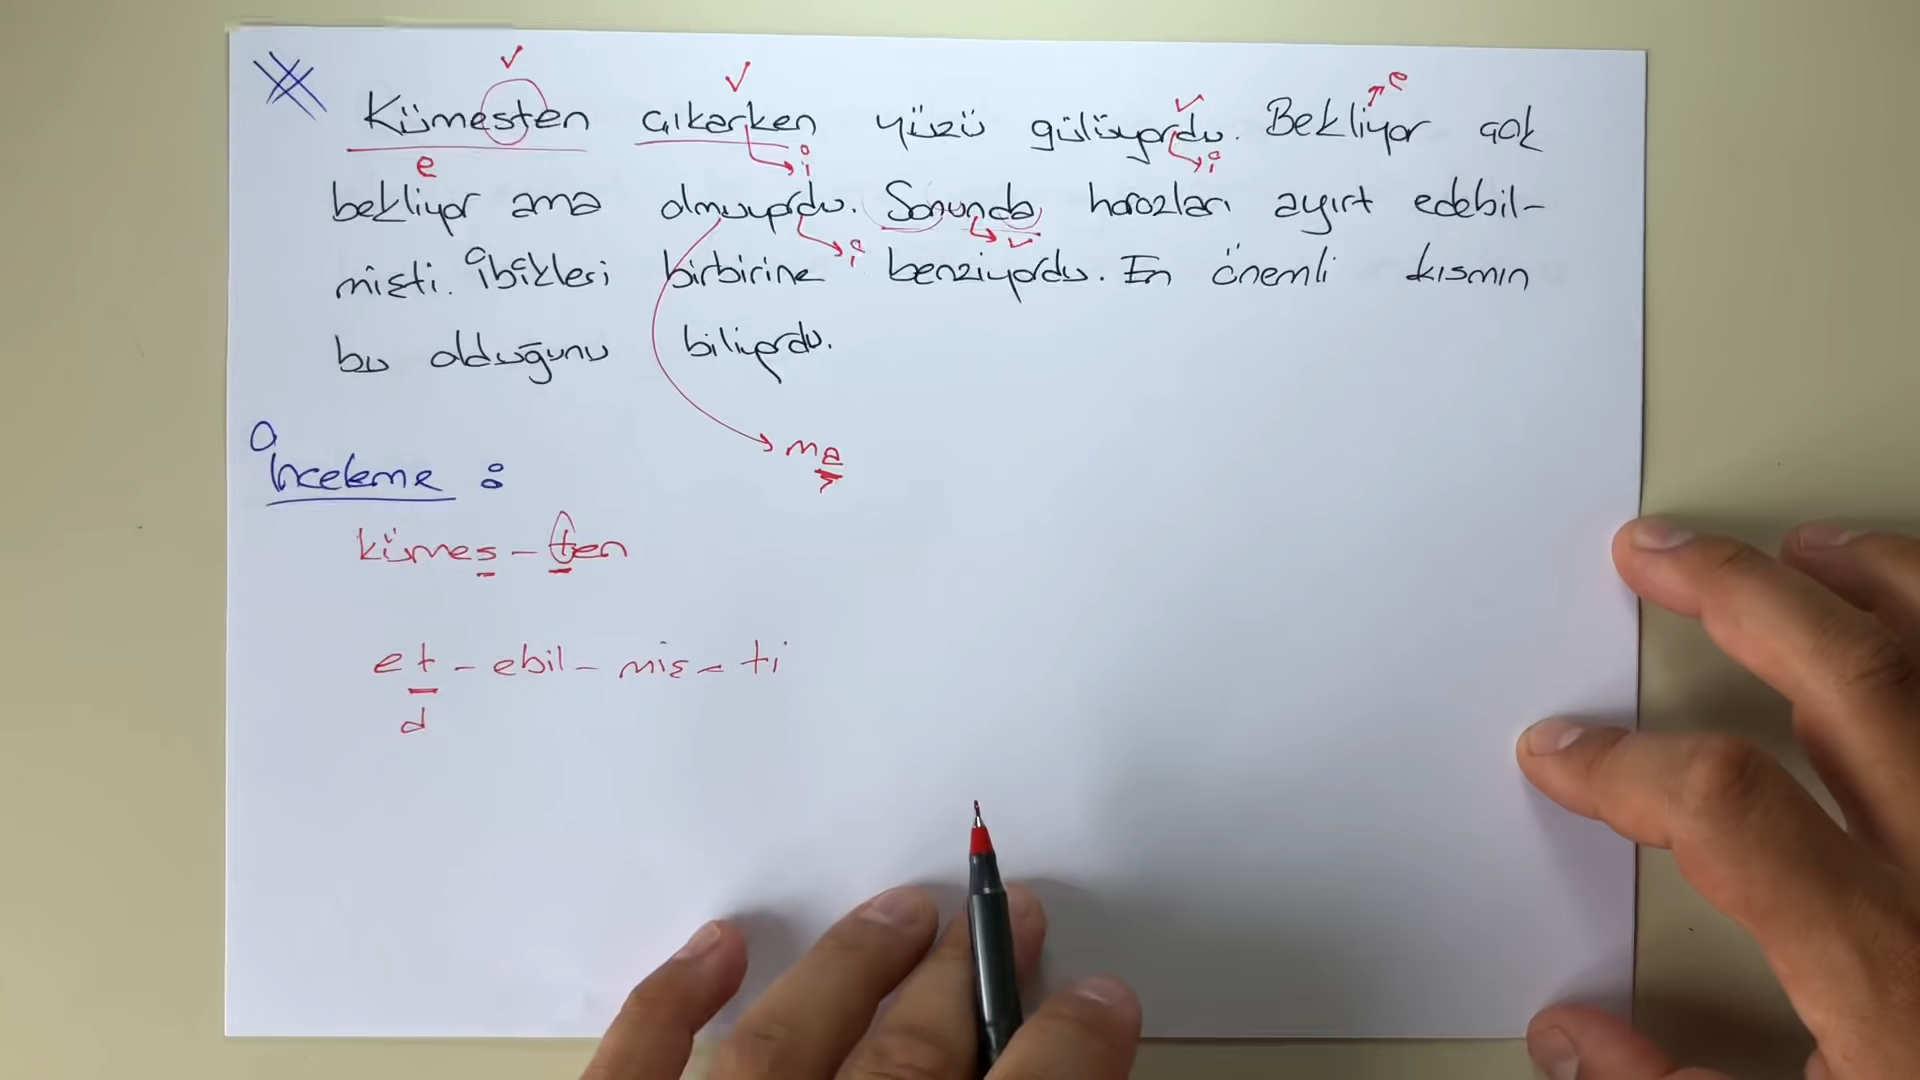 Kümesten çıkarken yüzü gülüyordu. Bekliyor çok
e i i e
bekliyor ama olmuyordu. Sonunda horozları ayırt edebil-
i
mişti. İbikleri birbirine benziyordu. En önemli kısmın
bu olduğunu biliyordu.
ma
İnceleme :
kümes - ten
et - ebil - miş - ti
d